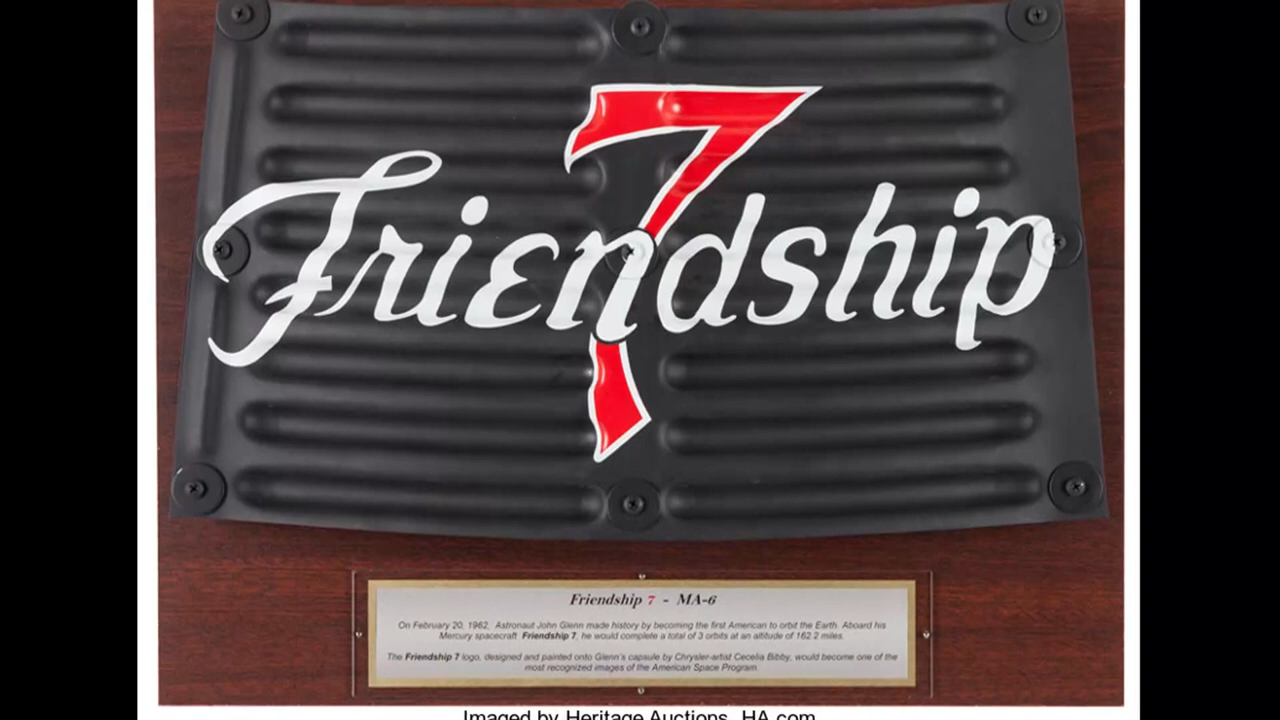 Friendship 7
Friendship 7 - MA-6
On February 20, 1962, Astronaut John Glenn made history by becoming the first American to orbit the Earth. Aboard his
Mercury spacecraft Friendship 7, he would complete a total of 3 orbits at an altitude of 162.2 miles.
The Friendship 7 logo, designed and painted onto Glenn's capsule by Chrysler-artist Cecelia Bibby, would become one of the
most recognized images of the American Space Program.
Imaged by Heritage Auctions, HA.com